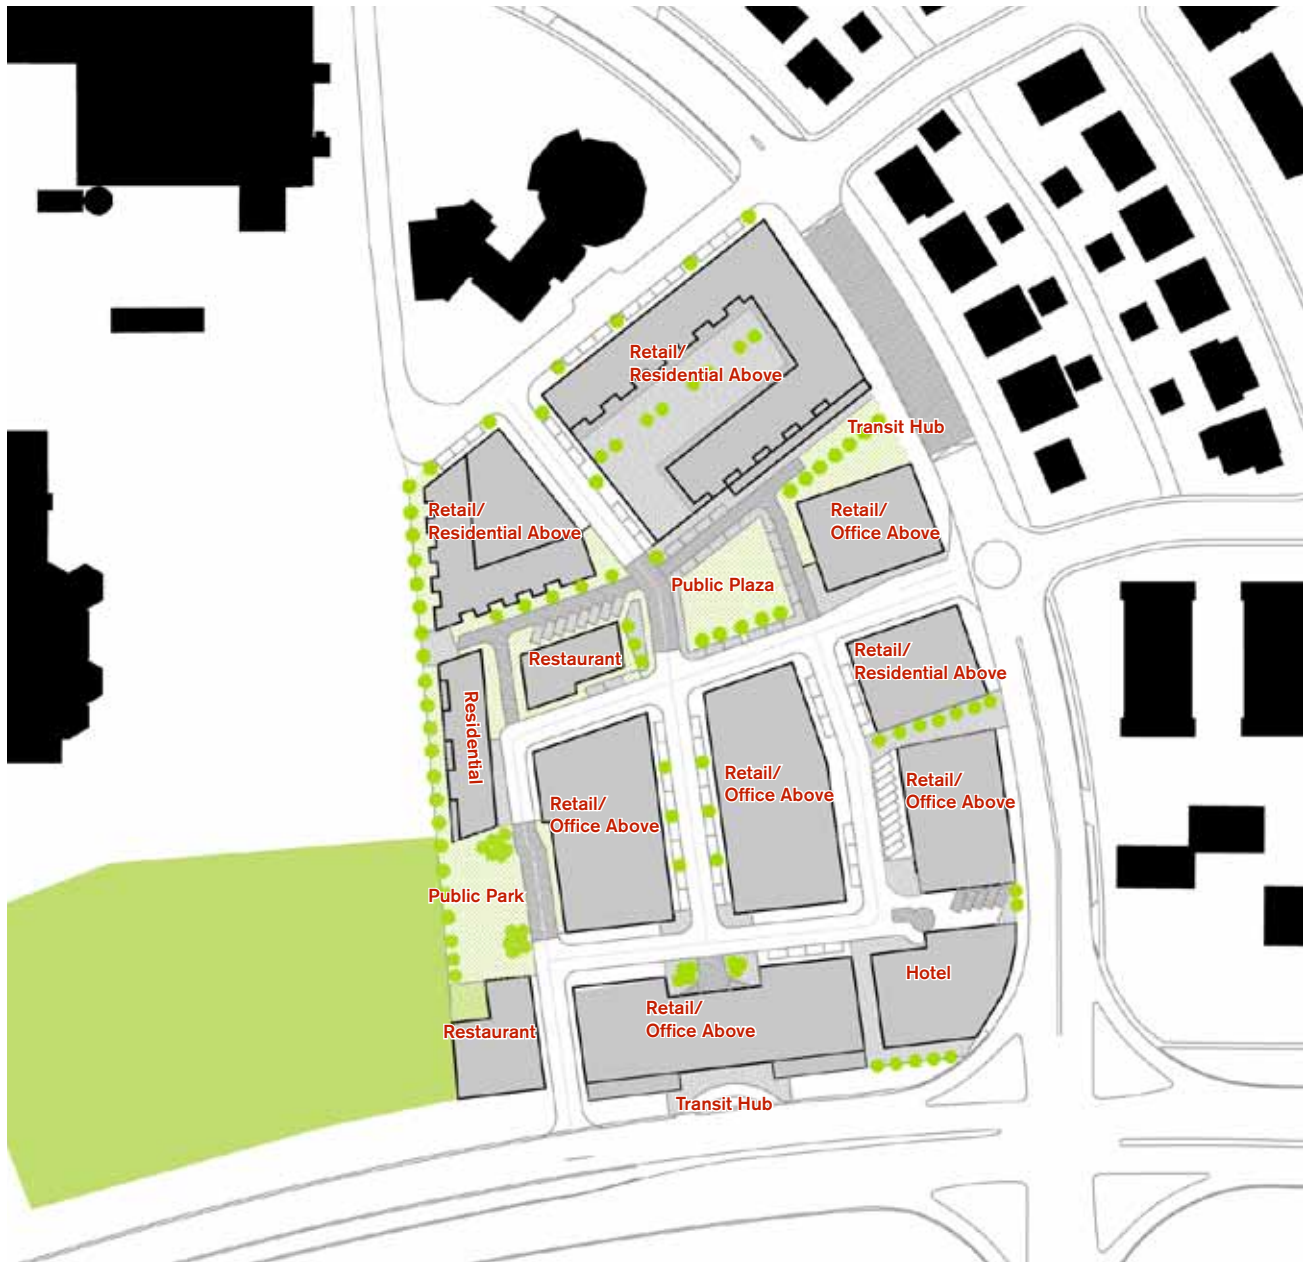 Retail/
Residential Above
Transit Hub
Retail/
Residential Above
Retail/
Office Above
Public Plaza
Restaurant
Retail/
Residential Above
Residential
Retail/
Office Above
Retail/
Office Above
Retail/
Office Above
Public Park
Hotel
Retail/
Office Above
Restaurant
Transit Hub